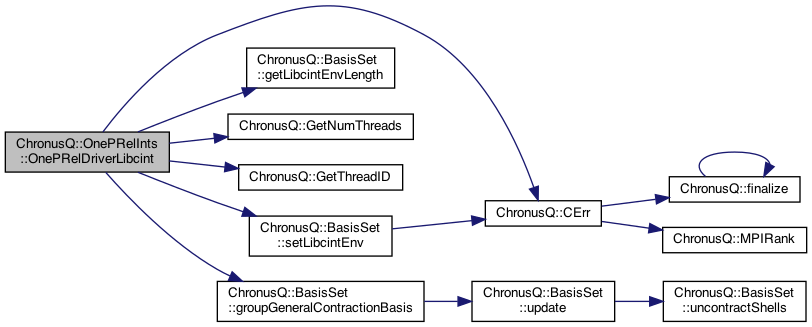 ChronusQ::OnePRelInts
::OnePRelDriverLibcint
ChronusQ::BasisSet
::getLibcintEnvLength
ChronusQ::GetNumThreads
ChronusQ::GetThreadID
ChronusQ::BasisSet
::setLibcintEnv
ChronusQ::BasisSet
::groupGeneralContractionBasis
ChronusQ::CErr
ChronusQ::BasisSet
::update
ChronusQ::finalize
ChronusQ::MPIRank
ChronusQ::BasisSet
::uncontractShells